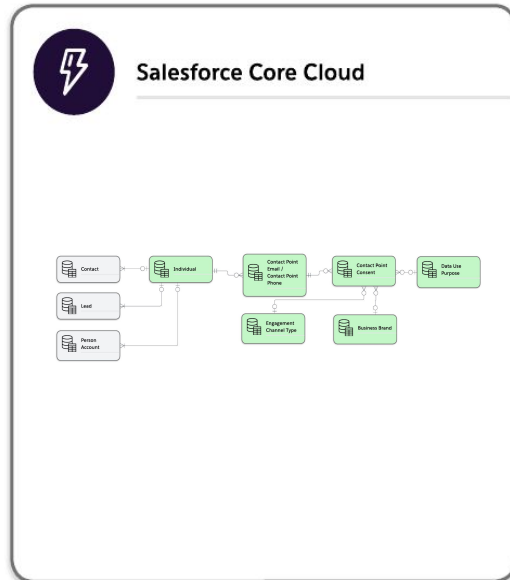 Salesforce Core Cloud
Contact
Individual
Contact Point
Email /
Contact Point
Phone
Contact Point
Consent
Data Use
Purpose
Lead
Engagement
Channel Type
Business Brand
Person
Account